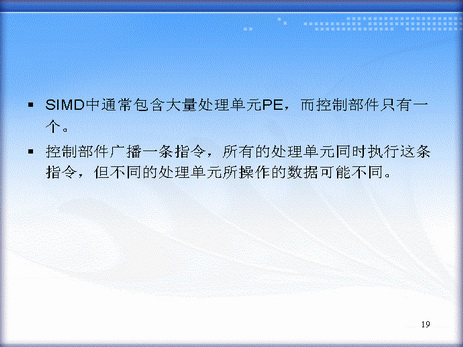 ▪ SIMD中通常包含大量处理单元PE，而控制部件只有一
个。
▪ 控制部件广播一条指令，所有的处理单元同时执行这条
指令，但不同的处理单元所操作的数据可能不同。
19